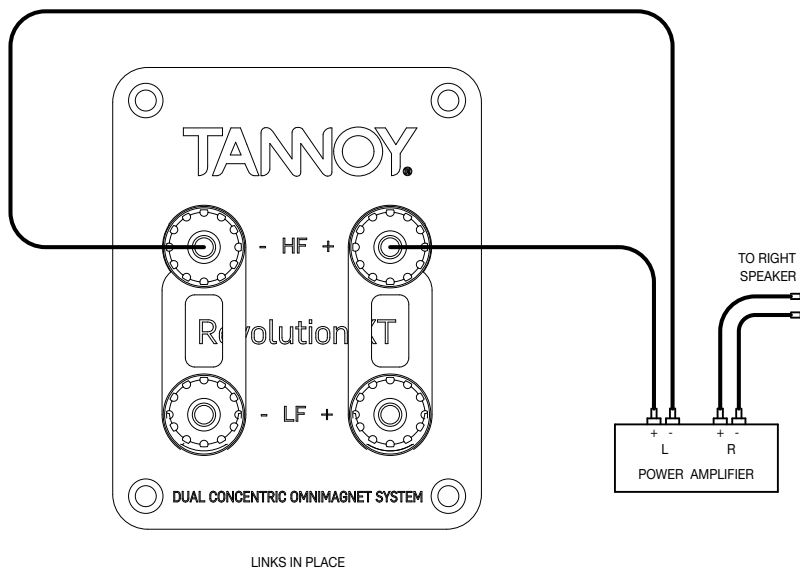 TANNOY®
- HF +
Revolution XT
- LF +
DUAL CONCENTRIC OMNIMAGNET SYSTEM
LINKS IN PLACE
TO RIGHT
SPEAKER
+ - + -
L R
POWER AMPLIFIER